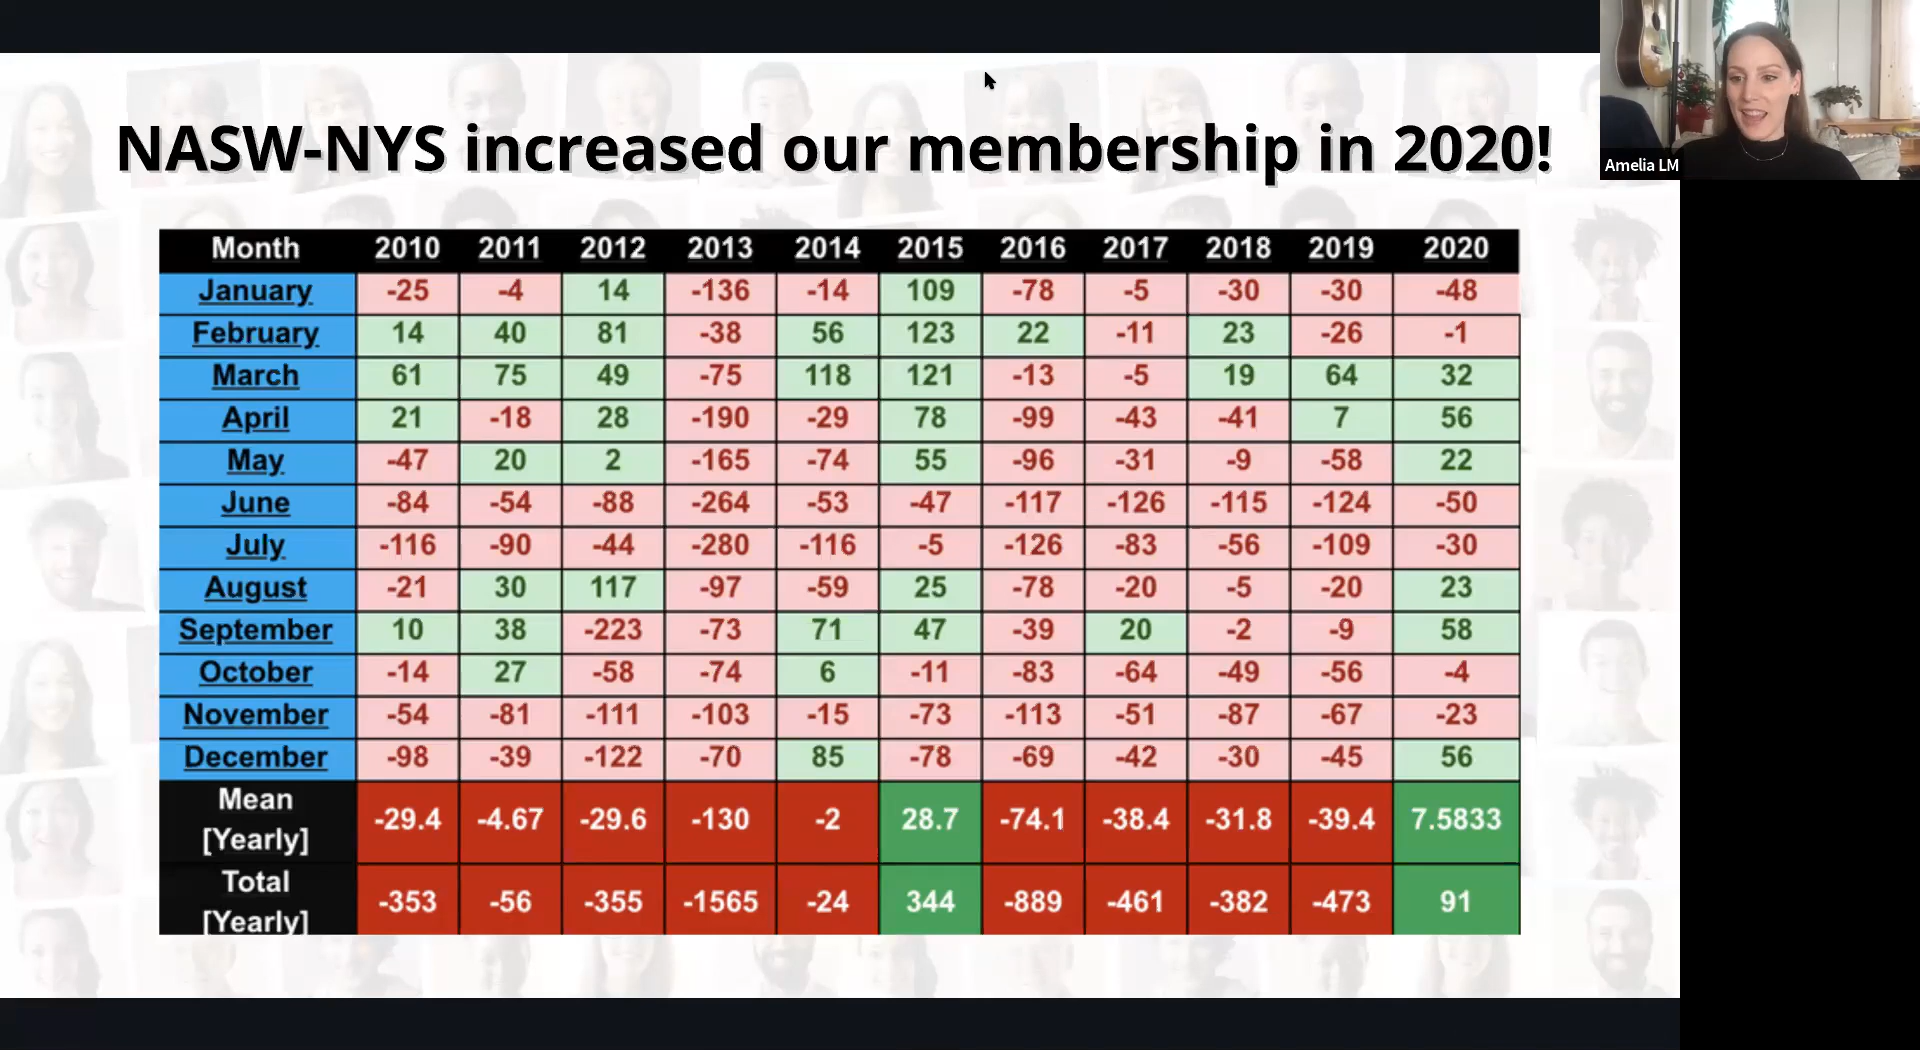 NASW-NYS increased our membership in 2020!
Amelia LM
Month 2010 2011 2012 2013 2014 2015 2016 2017 2018 2019 2020
January -25 -4 14 -136 -14 109 -78 -5 -30 -30 -48
February 14 40 81 -38 56 123 22 -11 23 -26 -1
March 61 75 49 -75 118 121 -13 -5 19 64 32
April 21 -18 28 -190 -29 78 -99 -43 -41 7 56
May -47 20 2 -165 -74 55 -96 -31 -9 -58 22
June -84 -54 -88 -264 -53 -47 -117 -126 -115 -124 -50
July -116 -90 -44 -280 -116 -5 -126 -83 -56 -109 -30
August -21 30 117 -97 -59 25 -78 -20 -5 -20 23
September 10 38 -223 -73 71 47 -39 20 -2 -9 58
October -14 27 -58 -74 6 -11 -83 -64 -49 -56 -4
November -54 -81 -111 -103 -15 -73 -113 -51 -87 -67 -23
December -98 -39 -122 -70 85 -78 -69 -42 -30 -45 56
Mean
[Yearly] -29.4 -4.67 -29.6 -130 -2 28.7 -74.1 -38.4 -31.8 -39.4 7.5833
Total
[Yearly] -353 -56 -355 -1565 -24 344 -889 -461 -382 -473 91